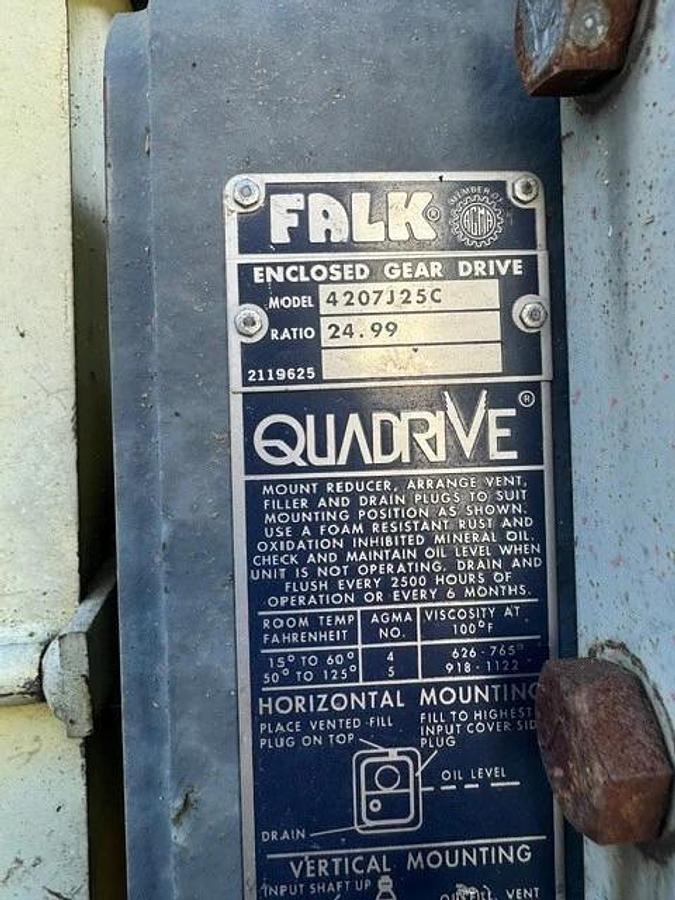 FALK®
MEMBER OF
AGMA
ENCLOSED GEAR DRIVE
MODEL 4207J25C
RATIO 24.99
2119625
QUADRIVE®
MOUNT REDUCER, ARRANGE VENT,
FILLER AND DRAIN PLUGS TO SUIT
MOUNTING POSITION AS SHOWN.
USE A FOAM RESISTANT RUST AND
OXIDATION INHIBITED MINERAL OIL.
CHECK AND MAINTAIN OIL LEVEL WHEN
UNIT IS NOT OPERATING. DRAIN AND
FLUSH EVERY 2500 HOURS OF
OPERATION OR EVERY 6 MONTHS.
ROOM TEMP AGMA VISCOSITY AT
FAHRENHEIT NO. 100°F
15° TO 60° 4 626-765
50° TO 125° 5 918-1122
HORIZONTAL MOUNTING
PLACE VENTED FILL FILL TO HIGHEST
PLUG ON TOP INPUT COVER SIDE
PLUG
OIL LEVEL
DRAIN
VERTICAL MOUNTING
INPUT SHAFT UP VENT